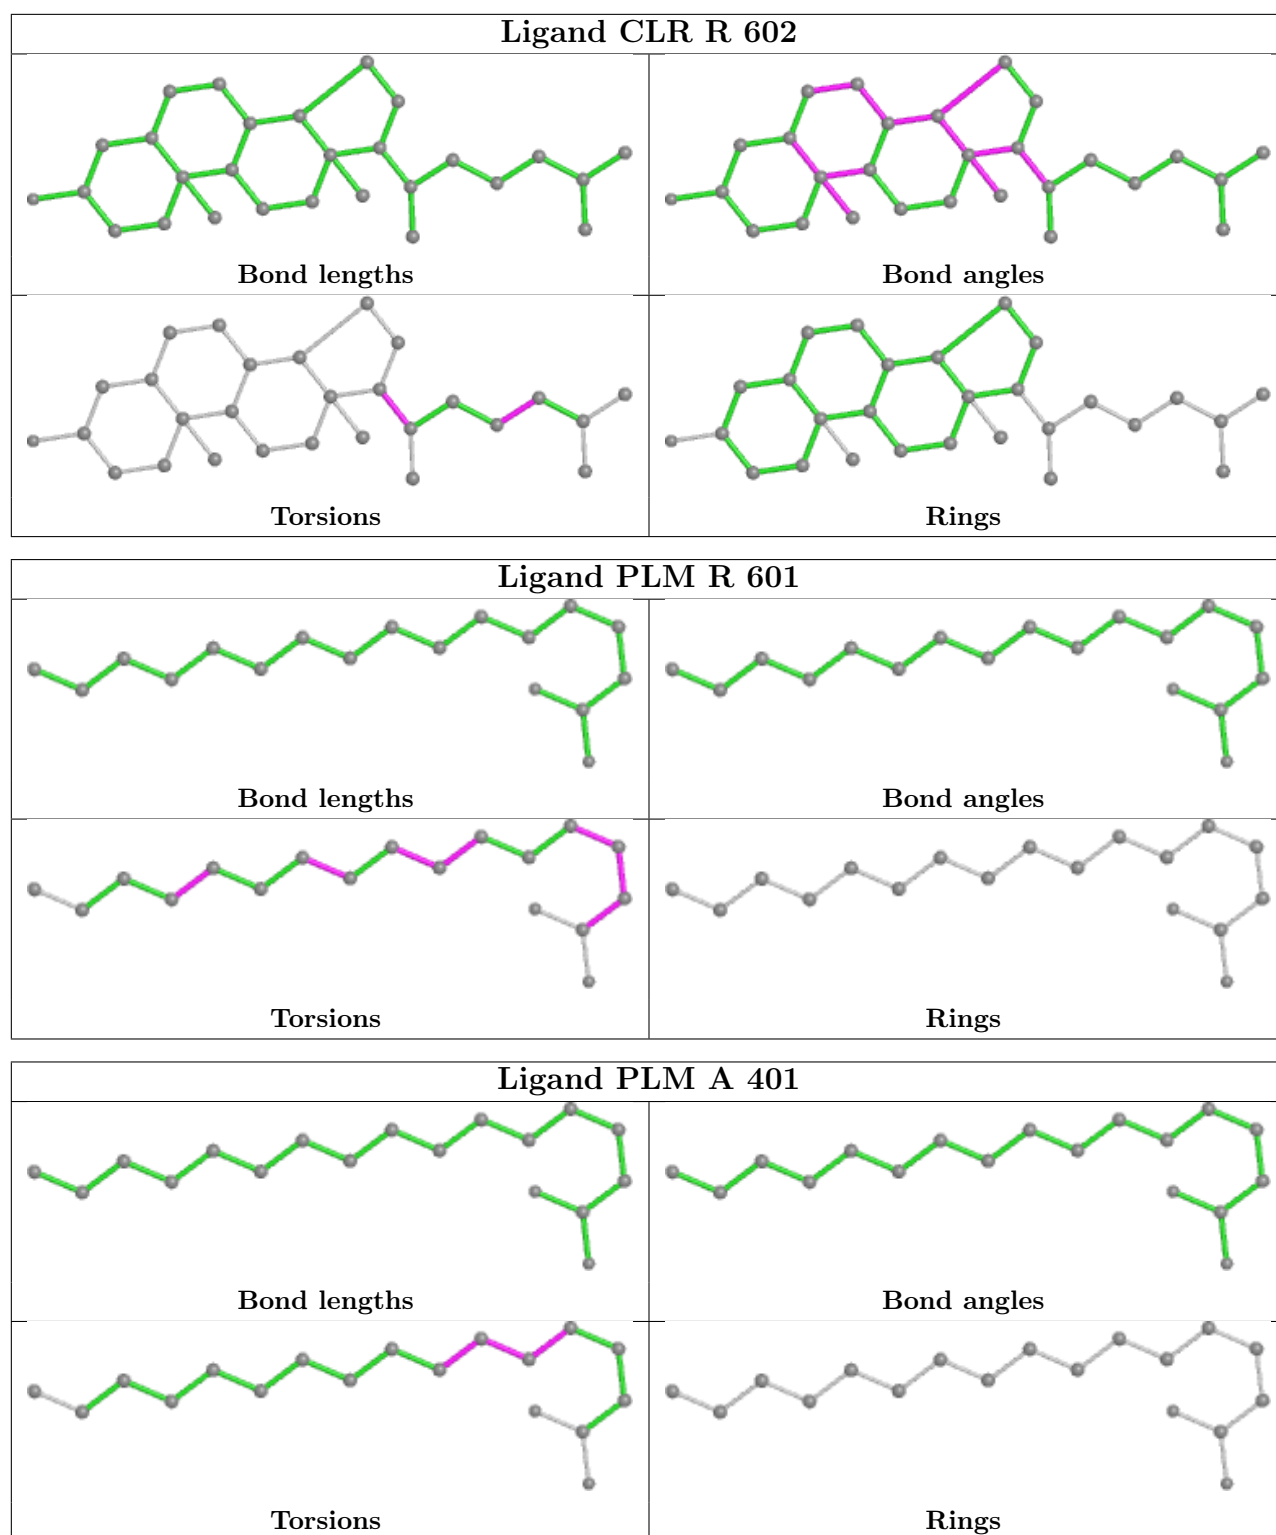 Ligand CLR R 602
Bond lengths
Bond angles
Torsions
Rings
Ligand PLM R 601
Bond lengths
Bond angles
Torsions
Rings
Ligand PLM A 401
Bond lengths
Bond angles
Torsions
Rings